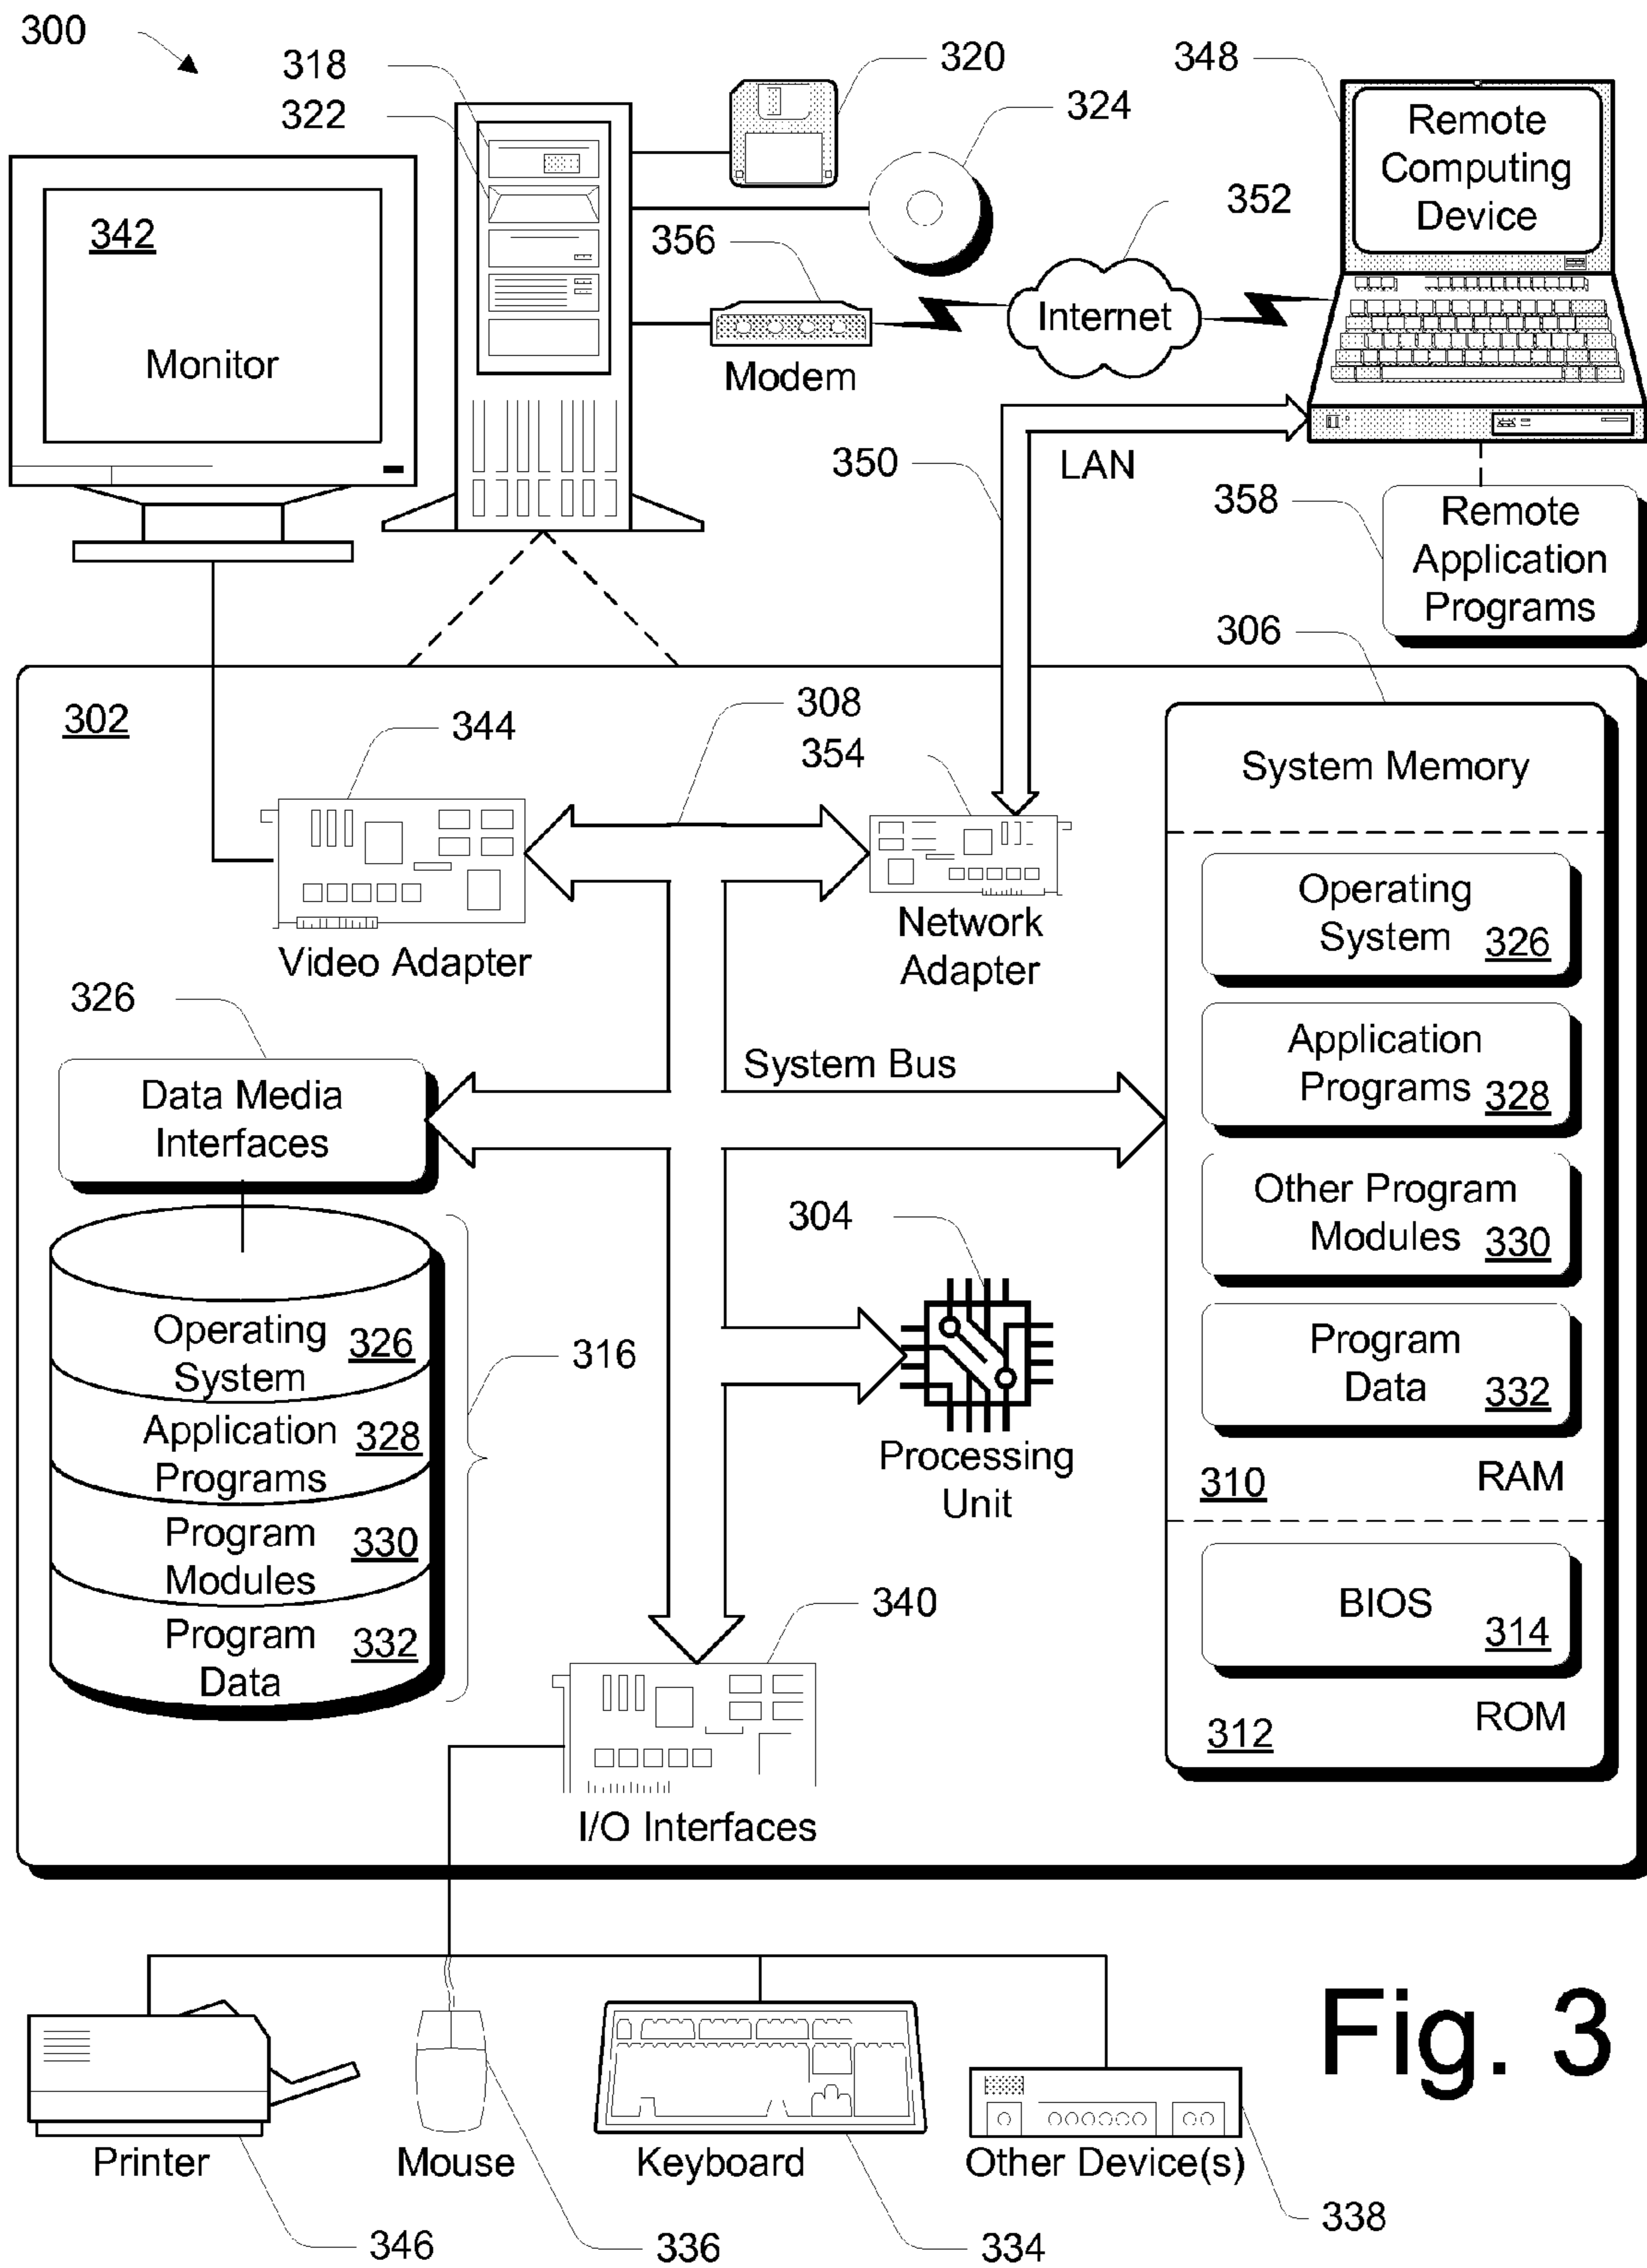 300
318
322
320
324
348
Remote
Computing
Device
352
356
342
Monitor
Internet
Modem
350
LAN
358
Remote
Application
Programs
306
302
344
308
354
System Memory
Operating
System 326
Video Adapter
Network
Adapter
326
Application
Programs 328
System Bus
Data Media
Interfaces
Other Program
Modules 330
304
Operating
System 326
316
Program
Data 332
Application
Programs 328
Processing
Unit
310 RAM
Program
Modules 330
BIOS
314
340
Program
Data 332
312 ROM
I/O Interfaces
Fig. 3
Printer
Mouse
Keyboard
Other Device(s)
346
336
334
338